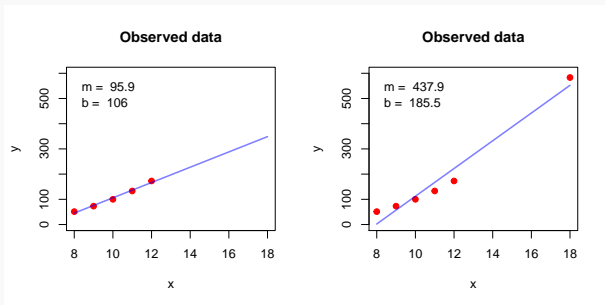 Observed data
m = 95.9
b = 106
y
100
300
500
0
8
10
12
14
16
18
x
Observed data
m = 437.9
b = 185.5
y
100
300
500
0
8
10
12
14
16
18
x